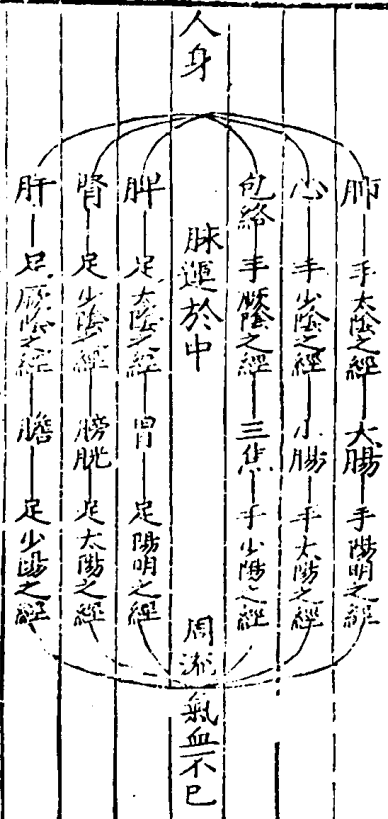 人身
肺 手太陰之經 大腸 手陽明之經
心 手少陰之經 小腸 手太陽之經
包絡 手厥陰之經 三焦 手少陽之經
脉運於中
周流氣血不已
脾 足太陰之經 胃 足陽明之經
腎 足少陰之經 膀胱 足太陽之經
肝 足厥陰之經 膽 足少陽之經